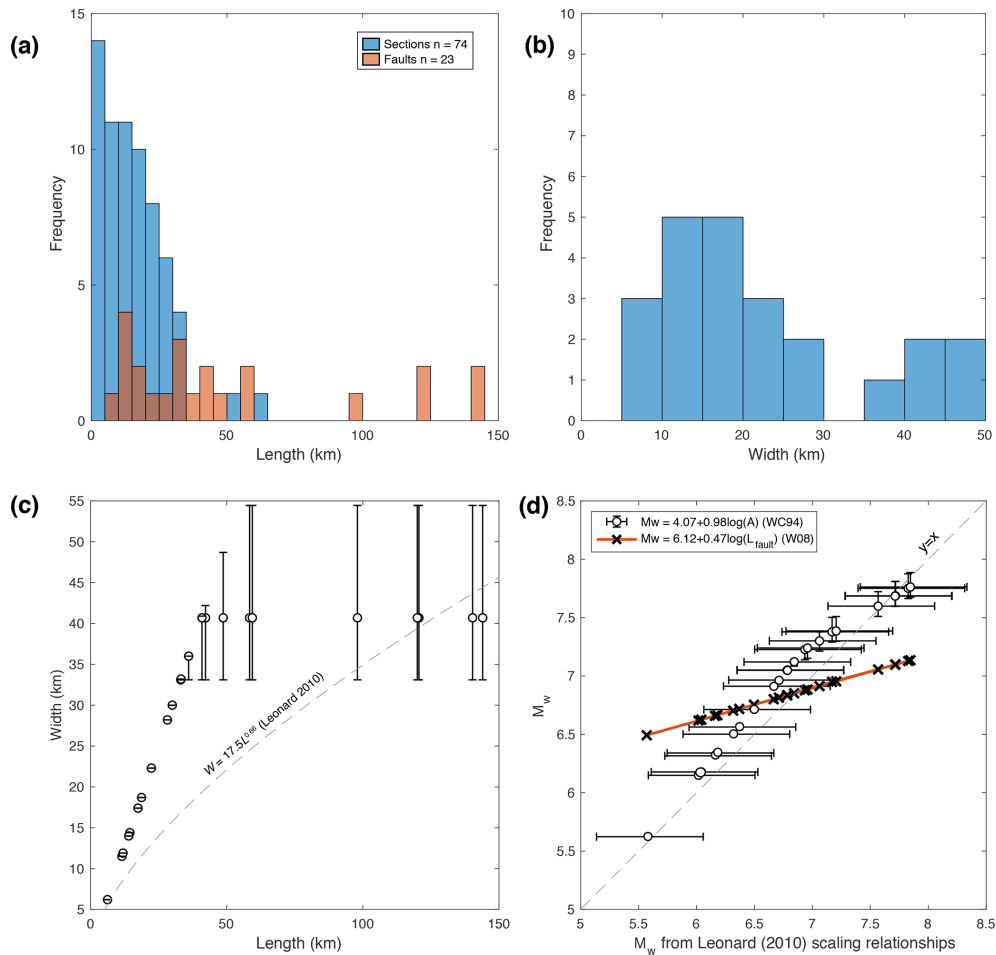 (a)
15
10
5
0
Frequency
Sections n = 74
Faults n = 23
0 50 100 150
Length (km)
(b)
10
9
8
7
6
5
4
3
2
1
0
Frequency
0 10 20 30 40 50
Width (km)
(c)
55
50
45
40
35
30
25
20
15
10
5
Width (km)
W = 17.5L^0.66 (Leonard 2010)
0 50 100 150
Length (km)
(d)
8.5
8
7.5
7
6.5
6
5.5
5
Mw
Mw = 4.07+0.98log(A) (WC94)
Mw = 6.12+0.47log(L fault) (W08)
y=x
5 5.5 6 6.5 7 7.5 8 8.5
Mw from Leonard (2010) scaling relationships